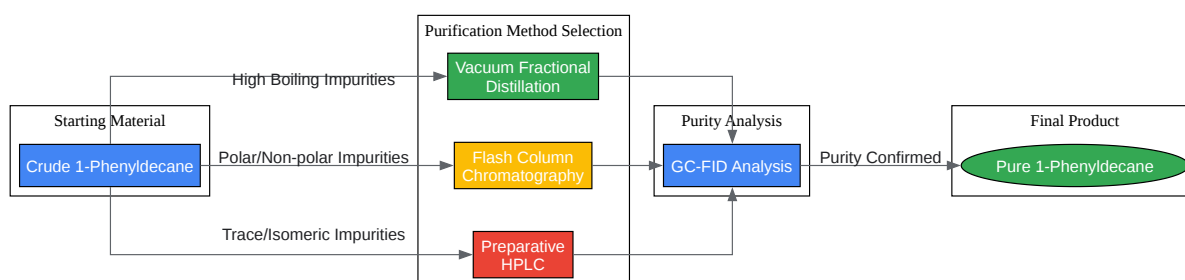 Purification Method Selection
High Boiling Impurities
Vacuum Fractional
Distillation
Starting Material
Crude 1-Phenyldecane
Polar/Non-polar Impurities
Flash Column
Chromatography
Purity Analysis
GC-FID Analysis
Purity Confirmed
Final Product
Pure 1-Phenyldecane
Trace/Isomeric Impurities
Preparative
HPLC